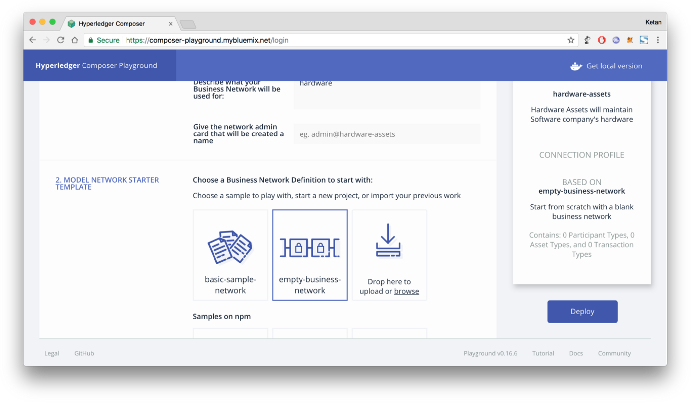 Hyperledger Composer
Ketan
Secure
https://composer-playground.mybluemix.net/login
Hyperledger Composer Playground
Get local version
Describe what your
Business Network will be
used for:
hardware
Give the network admin
card that will be created a
name
eg. admin@hardware-assets
2. MODEL NETWORK STARTER
TEMPLATE
Choose a Business Network Definition to start with:
Choose a sample to play with, start a new project, or import your previous work
basic-sample-
network
empty-business-
network
Drop here to
upload or browse
Samples on npm
hardware-assets
Hardware Assets will maintain
Software company's hardware
CONNECTION PROFILE
BASED ON
empty-business-network
Start from scratch with a blank
business network
Contains: 0 Participant Types, 0
Asset Types, and 0 Transaction
Types
Deploy
Legal
GitHub
Playground v0.16.0
Tutorial
Docs
Community